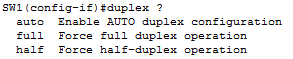 SW1(config-if)#duplex ?
  auto  Enable AUTO duplex configuration
  full  Force full duplex operation
  half  Force half-duplex operation